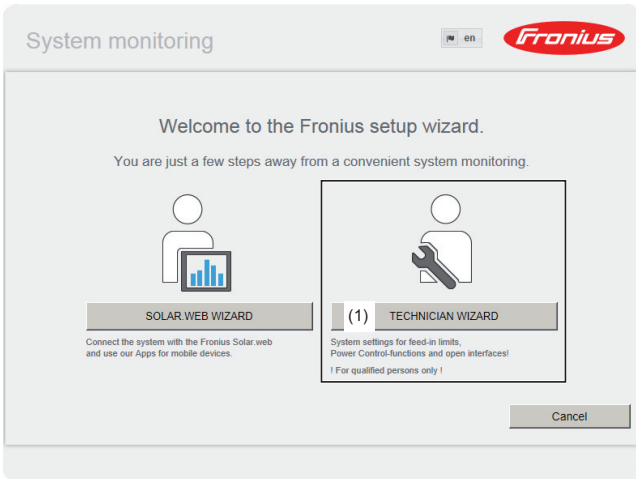 System monitoring
en
Fronius
Welcome to the Fronius setup wizard.
You are just a few steps away from a convenient system monitoring.
SOLAR.WEB WIZARD
Connect the system with the Fronius Solar.web
and use our Apps for mobile devices.
(1) TECHNICIAN WIZARD
System settings for feed-in limits,
Power Control-functions and open interfaces!
! For qualified persons only !
Cancel